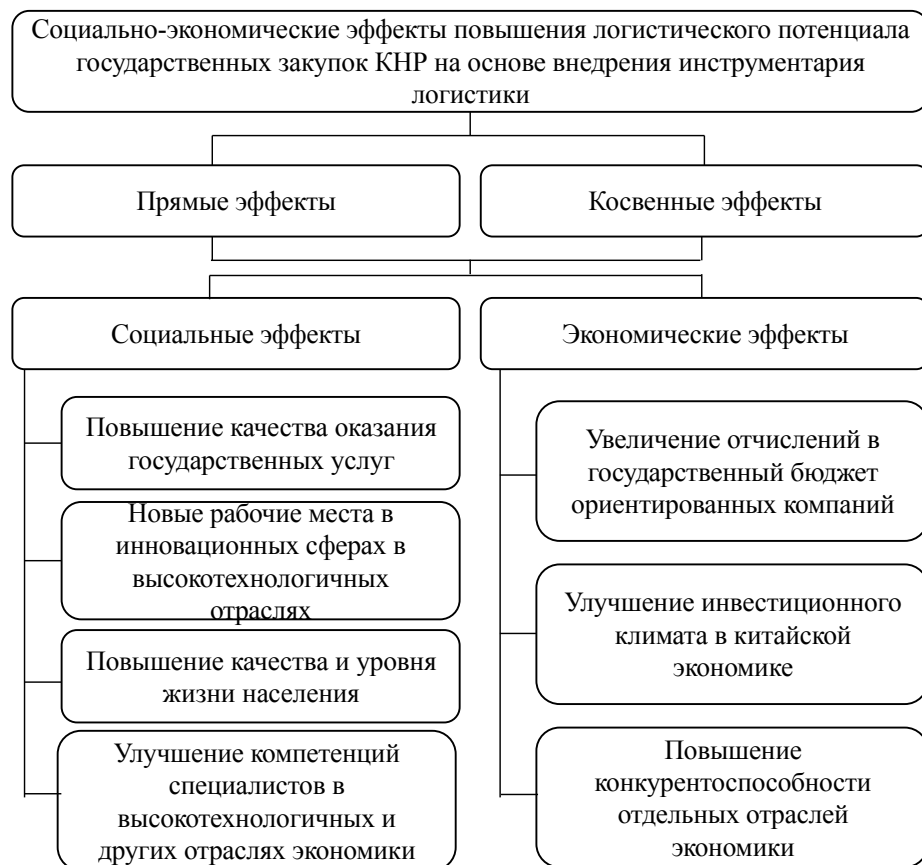 Социально-экономические эффекты повышения логистического потенциала
государственных закупок КНР на основе внедрения инструментария
логистики
Прямые эффекты
Косвенные эффекты
Социальные эффекты
Экономические эффекты
Повышение качества оказания
государственных услуг
Новые рабочие места в
инновационных сферах в
высокотехнологичных
отраслях
Повышение качества и уровня
жизни населения
Улучшение компетенций
специалистов в
высокотехнологичных и
других отраслях экономики
Увеличение отчислений в
государственный бюджет
ориентированных компаний
Улучшение инвестиционного
климата в китайской
экономике
Повышение
конкурентоспособности
отдельных отраслей
экономики